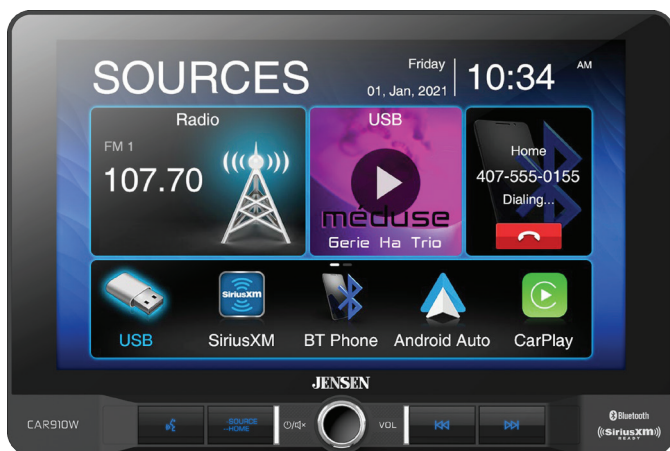 SOURCES
Friday
01, Jan, 2021
10:34 AM
Radio
FM 1
107.70
USB
méduse
Gerie Ha Trio
Home
407-555-0155
Dialing...
SiriusXM
USB
SiriusXM
BT Phone
Android Auto
CarPlay
JENSEN
CAR910W
SOURCE
HOME
VOL
Bluetooth
((SiriusXM))
READY